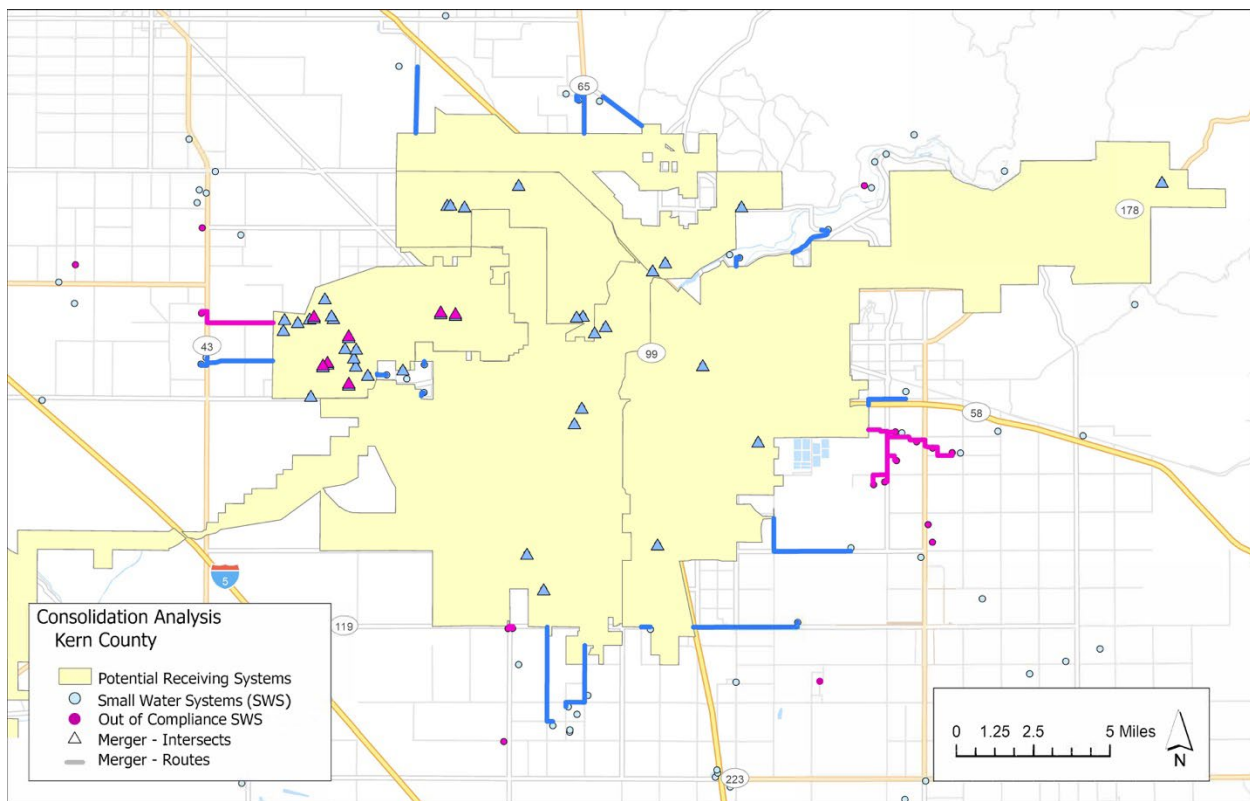 65
178
43
99
58
5
119
223
Consolidation Analysis
Kern County
Potential Receiving Systems
Small Water Systems (SWS)
Out of Compliance SWS
Merger - Intersects
Merger - Routes
0 1.25 2.5 5 Miles
N